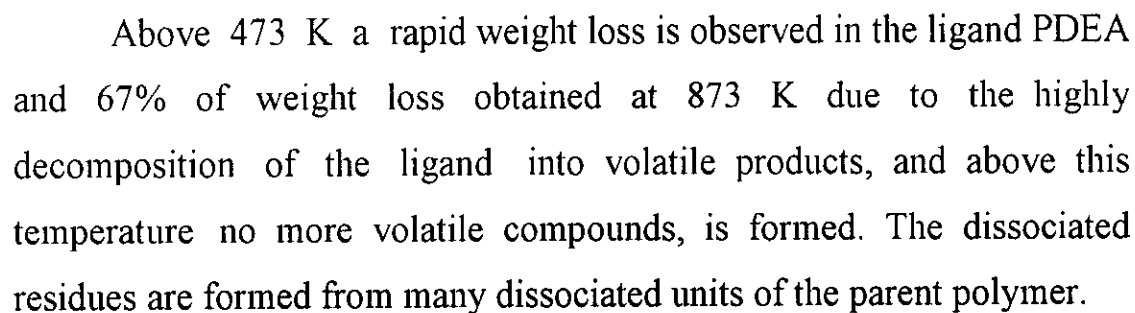 Above 473 K a rapid weight loss is observed in the ligand PDEA
and 67% of weight loss obtained at 873 K due to the highly
decomposition of the ligand into volatile products, and above this
temperature no more volatile compounds, is formed. The dissociated
residues are formed from many dissociated units of the parent polymer.